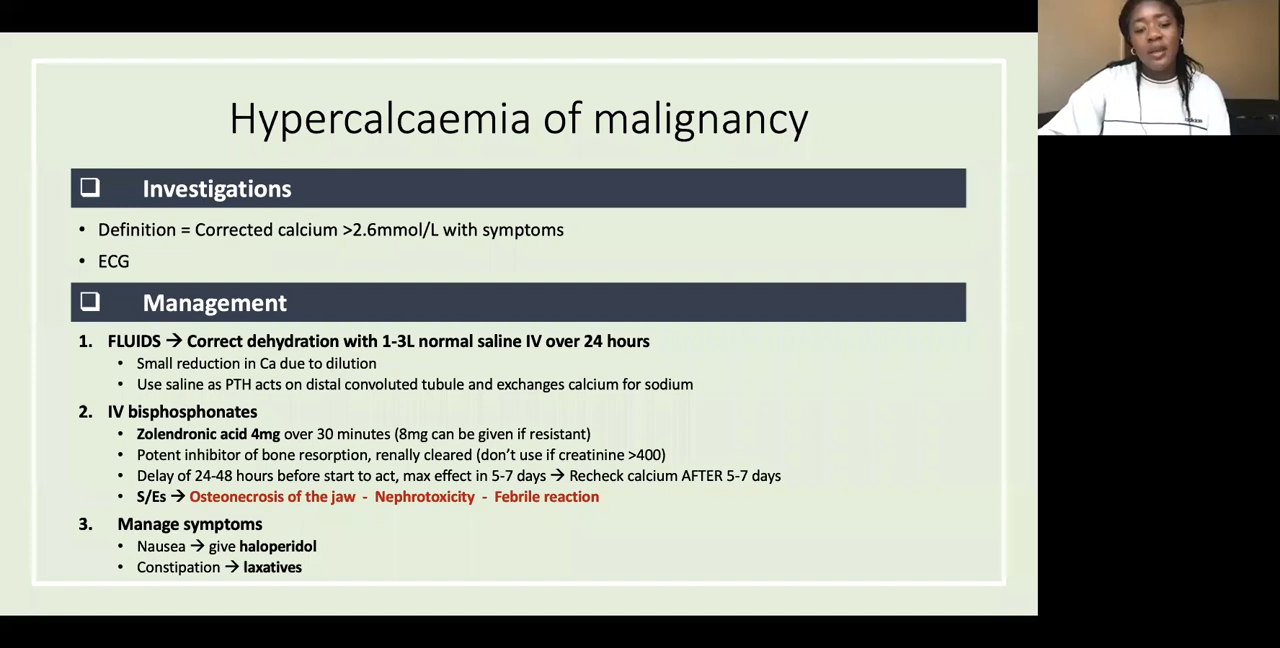 Hypercalcaemia of malignancy
❑ Investigations
• Definition = Corrected calcium >2.6mmol/L with symptoms
• ECG
❑ Management
1. FLUIDS → Correct dehydration with 1-3L normal saline IV over 24 hours
• Small reduction in Ca due to dilution
• Use saline as PTH acts on distal convoluted tubule and exchanges calcium for sodium
2. IV bisphosphonates
• Zolendronic acid 4mg over 30 minutes (8mg can be given if resistant)
• Potent inhibitor of bone resorption, renally cleared (don't use if creatinine >400)
• Delay of 24-48 hours before start to act, max effect in 5-7 days → Recheck calcium AFTER 5-7 days
• S/Es → Osteonecrosis of the jaw - Nephrotoxicity - Febrile reaction
3. Manage symptoms
• Nausea → give haloperidol
• Constipation → laxatives
adidas